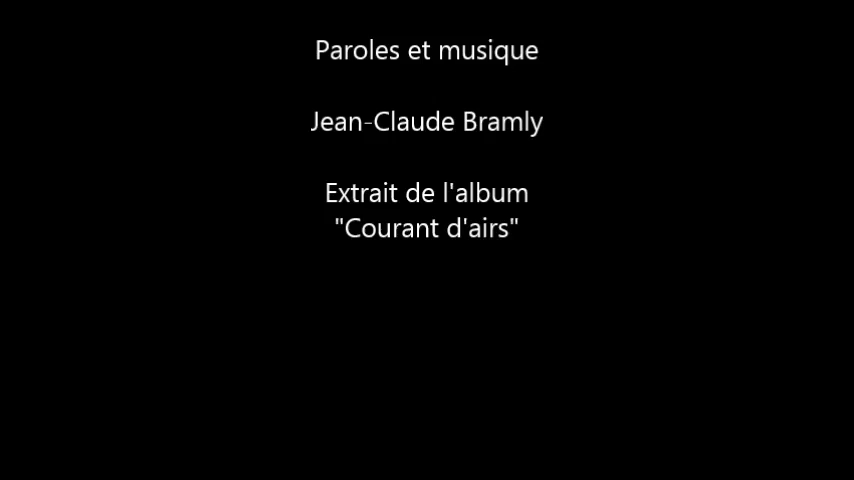 Paroles et musique
Jean-Claude Bramly
Extrait de l'album
"Courant d'airs"